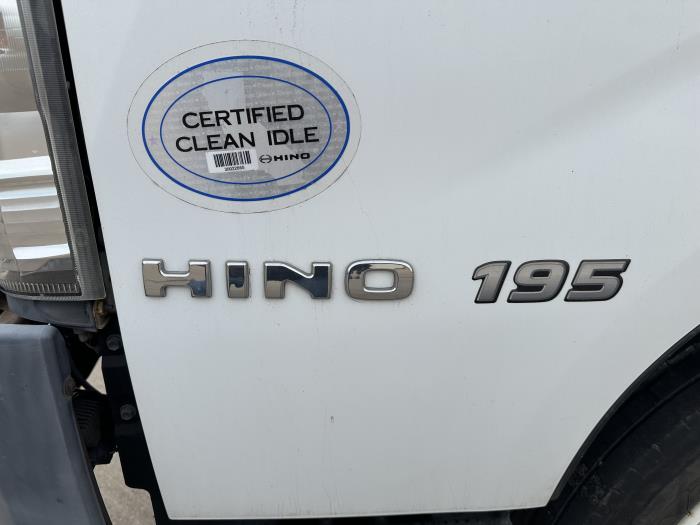 CERTIFIED
CLEAN IDLE
HINO
HINO 195